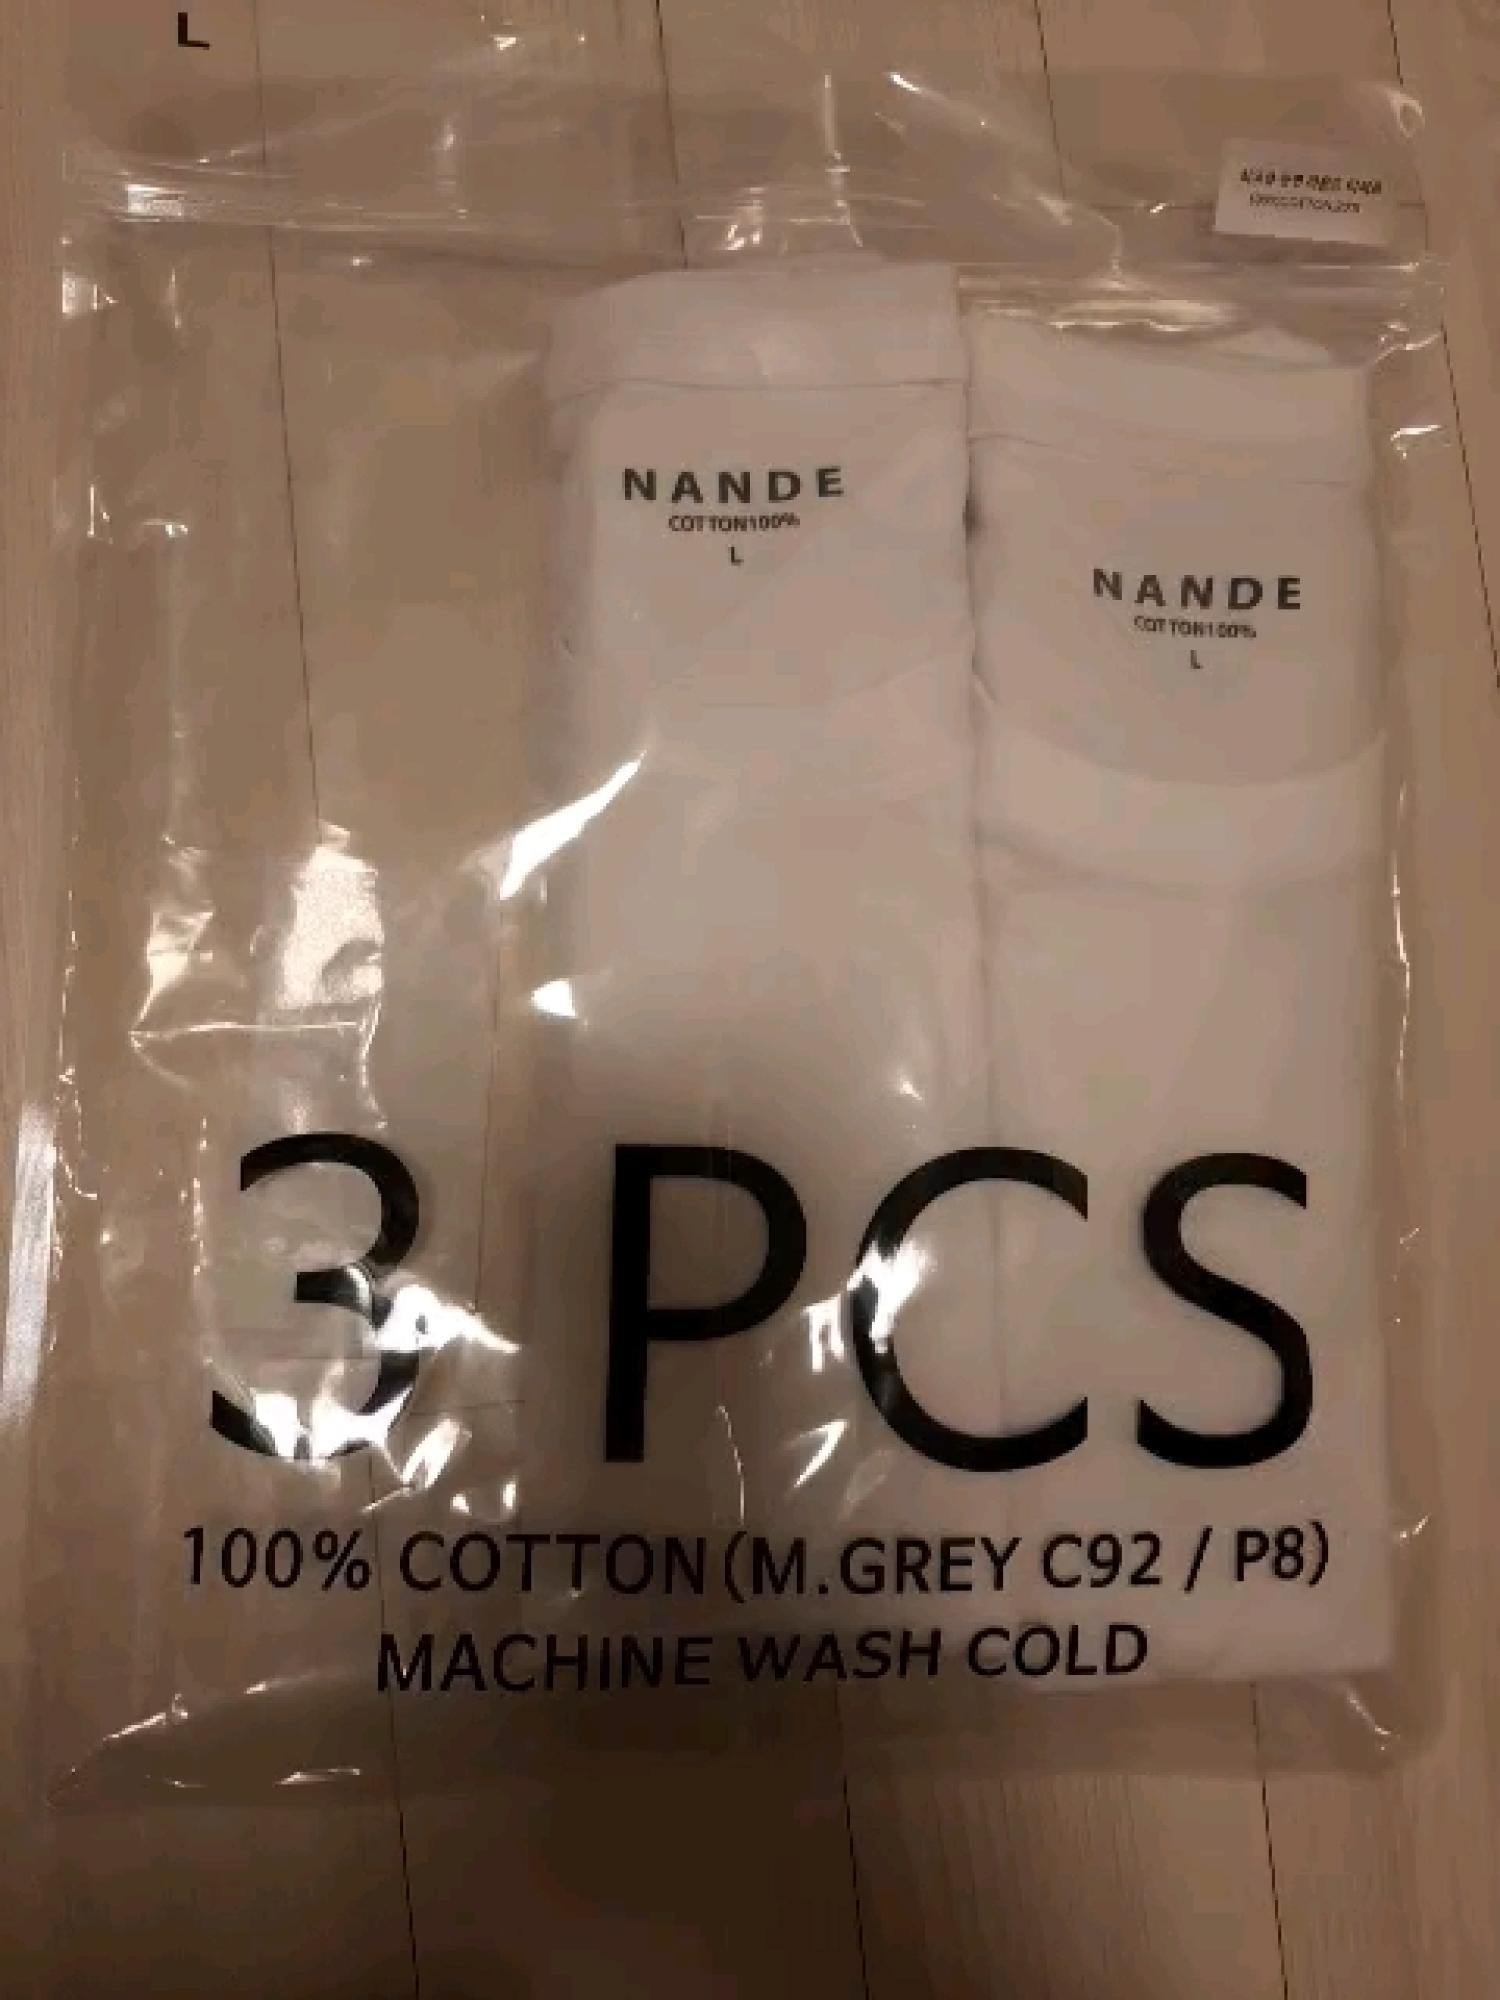 L
NANDE
COTTON100%
L
NANDE
COTTON100%
L
3 PCS
100% COTTON(M.GREY C92 / P8)
MACHINE WASH COLD